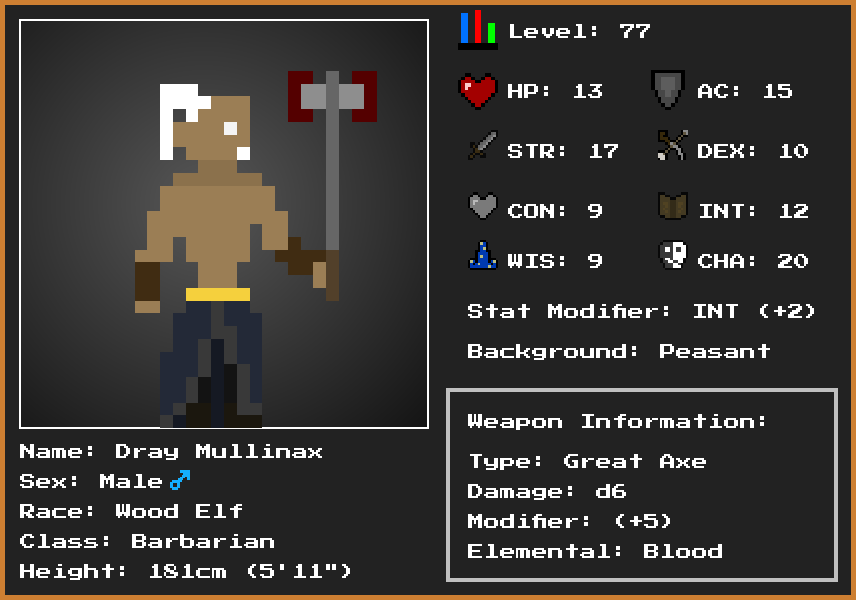 Level: 77
HP: 13 AC: 15
STR: 17 DEX: 10
CON: 9 INT: 12
WIS: 9 CHA: 20
Stat Modifier: INT (+2)
Background: Peasant
Weapon Information:
Type: Great Axe
Damage: d6
Modifier: (+5)
Elemental: Blood
Name: Dray Mullinax
Sex: Male ♂
Race: Wood Elf
Class: Barbarian
Height: 181cm (5'11")